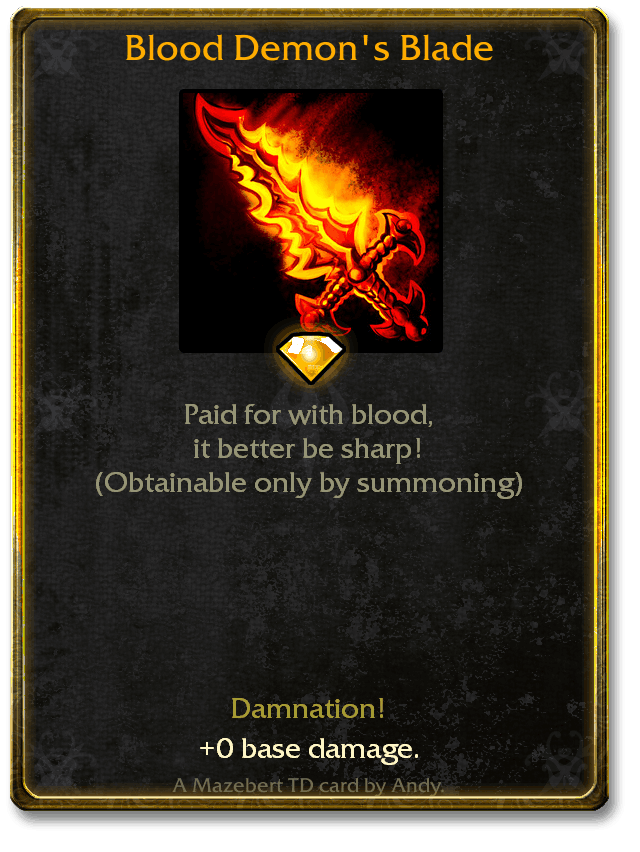 Blood Demon's Blade
Paid for with blood,
it better be sharp!
(Obtainable only by summoning)
Damnation!
+0 base damage.
A Mazebert TD card by Andy.